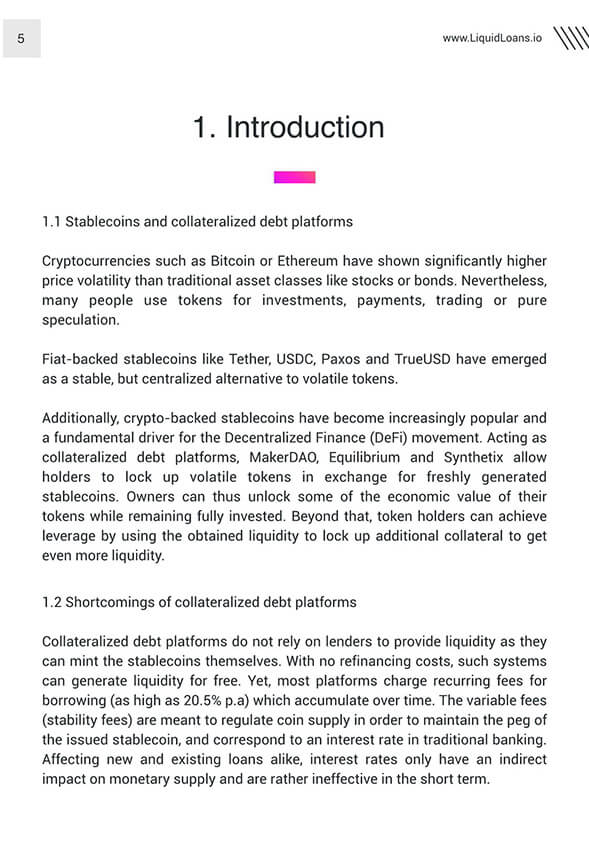 5
www.LiquidLoans.io
1. Introduction
1.1 Stablecoins and collateralized debt platforms
Cryptocurrencies such as Bitcoin or Ethereum have shown significantly higher
price volatility than traditional asset classes like stocks or bonds. Nevertheless,
many people use tokens for investments, payments, trading or pure
speculation.
Fiat-backed stablecoins like Tether, USDC, Paxos and TrueUSD have emerged
as a stable, but centralized alternative to volatile tokens.
Additionally, crypto-backed stablecoins have become increasingly popular and
a fundamental driver for the Decentralized Finance (DeFi) movement. Acting as
collateralized debt platforms, MakerDAO, Equilibrium and Synthetix allow
holders to lock up volatile tokens in exchange for freshly generated
stablecoins. Owners can thus unlock some of the economic value of their
tokens while remaining fully invested. Beyond that, token holders can achieve
leverage by using the obtained liquidity to lock up additional collateral to get
even more liquidity.
1.2 Shortcomings of collateralized debt platforms
Collateralized debt platforms do not rely on lenders to provide liquidity as they
can mint the stablecoins themselves. With no refinancing costs, such systems
can generate liquidity for free. Yet, most platforms charge recurring fees for
borrowing (as high as 20.5% p.a) which accumulate over time. The variable fees
(stability fees) are meant to regulate coin supply in order to maintain the peg of
the issued stablecoin, and correspond to an interest rate in traditional banking.
Affecting new and existing loans alike, interest rates only have an indirect
impact on monetary supply and are rather ineffective in the short term.